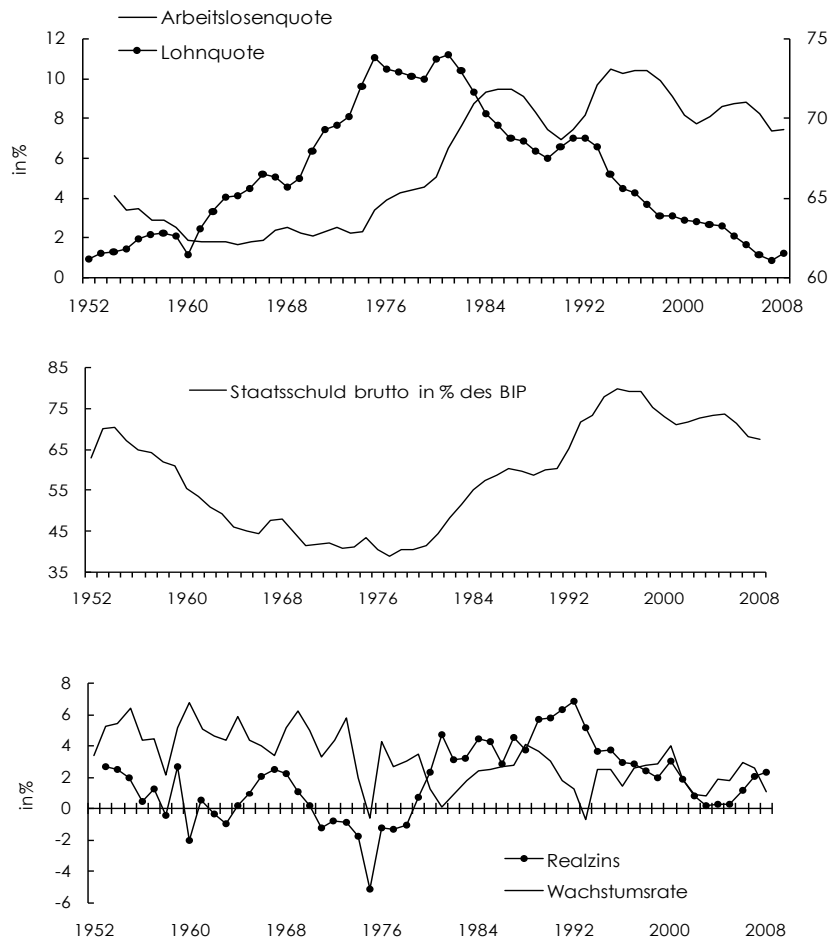 Arbeitslosenquote
Lohnquote
12
10
8
6
4
2
0
in%
75
70
65
60
1952 1960 1968 1976 1984 1992 2000 2008
Staatsschuld brutto in % des BIP
85
75
65
55
45
35
1952 1960 1968 1976 1984 1992 2000 2008
8
6
4
2
0
-2
-4
-6
in%
Realzins
Wachstumsrate
1952 1960 1968 1976 1984 1992 2000 2008